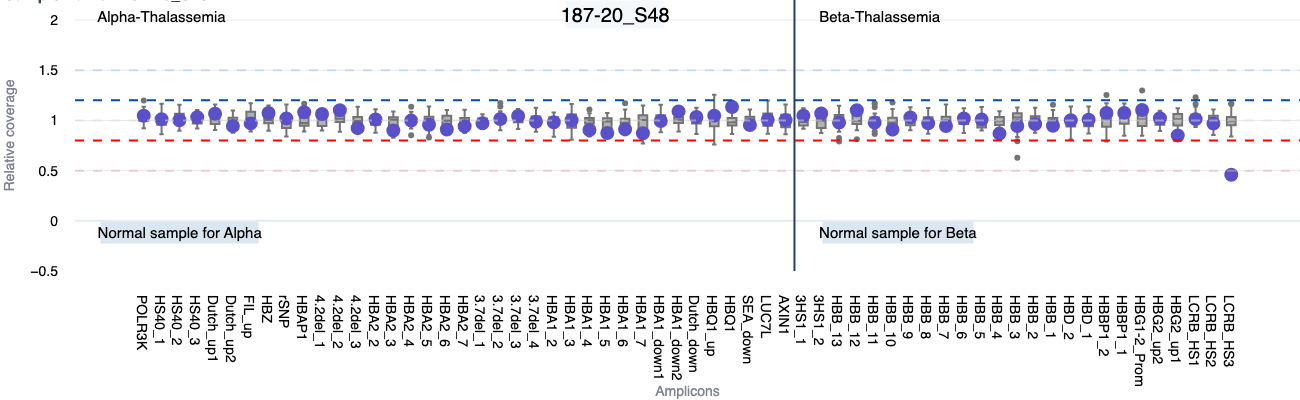 187-20_S48
Alpha-Thalassemia
Beta-Thalassemia
Relative coverage
2
1.5
1
0.5
0
−0.5
Normal sample for Alpha
Normal sample for Beta
POLR3K
HS40_1
HS40_2
HS40_3
Dutch_up1
Dutch_up2
FIL_up
HBZ
rSNP
HBAP1
4.2del_1
4.2del_2
4.2del_3
HBA2_2
HBA2_3
HBA2_4
HBA2_5
HBA2_6
HBA2_7
3.7del_1
3.7del_2
3.7del_3
3.7del_4
HBA1_2
HBA1_3
HBA1_4
HBA1_5
HBA1_6
HBA1_7
HBA1_down1
HBA1_down2
Dutch_down
HBQ1_up
HBQ1
SEA_down
LUC7L
AXIN1
3HS1_1
3HS1_2
HBB_13
HBB_12
HBB_11
HBB_10
HBB_9
HBB_8
HBB_7
HBB_6
HBB_5
HBB_4
HBB_3
HBB_2
HBB_1
HBD_2
HBD_1
HBBP1_2
HBBP1_1
HBG1-2_Prom
HBG2_up2
HBG2_up1
LCRB_HS1
LCRB_HS2
LCRB_HS3
Amplicons